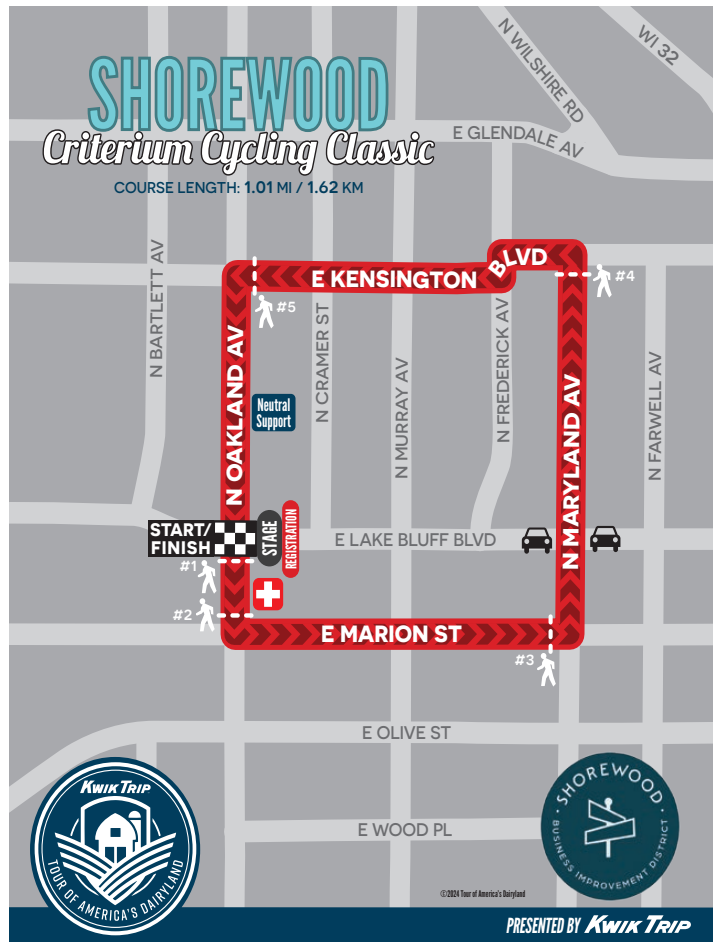 SHOREWOOD
Criterium Cycling Classic
COURSE LENGTH: 1.01 MI / 1.62 KM
N WILSHIRE RD
WI 32
E GLENDALE AV
N BARTLETT AV
E KENSINGTON BLVD
#4
#5
N OAKLAND AV
N CRAMER ST
N MURRAY AV
N FREDERICK AV
N MARYLAND AV
N FARWELL AV
Neutral
Support
START/
FINISH
STAGE
REGISTRATION
E LAKE BLUFF BLVD
#1
#2
E MARION ST
#3
E OLIVE ST
E WOOD PL
KWIK TRIP
TOUR OF AMERICA'S DAIRYLAND
SHOREWOOD
BUSINESS IMPROVEMENT DISTRICT
©2024 Tour of America's Dairyland
PRESENTED BY KWIK TRIP